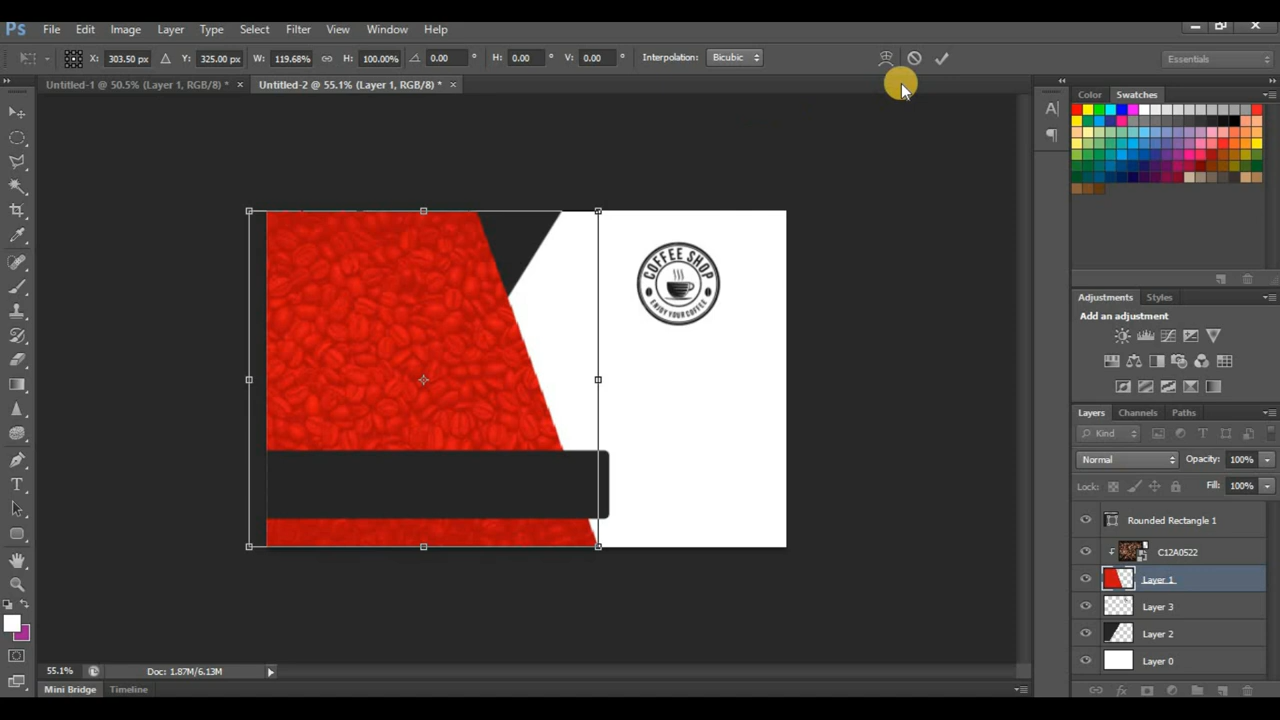 Ps File Edit Image Layer Type Select Filter View Window Help
X: 303.50 px Y: 325.00 px W: 119.68% H: 100.00% 0.00 ° H: 0.00 ° V: 0.00 ° Interpolation: Bicubic Essentials
Untitled-1 @ 50.5% (Layer 1, RGB/8) * × Untitled-2 @ 55.1% (Layer 1, RGB/8) * ×
Color Swatches
COFFEE SHOP
ENJOY YOUR COFFEE
Adjustments Styles
Add an adjustment
Layers Channels Paths
Kind
Normal Opacity: 100%
Lock: Fill: 100%
Rounded Rectangle 1
C12A0522
Layer 1
Layer 3
Layer 2
Layer 0
55.1% Doc: 1.87M/6.13M
Mini Bridge Timeline